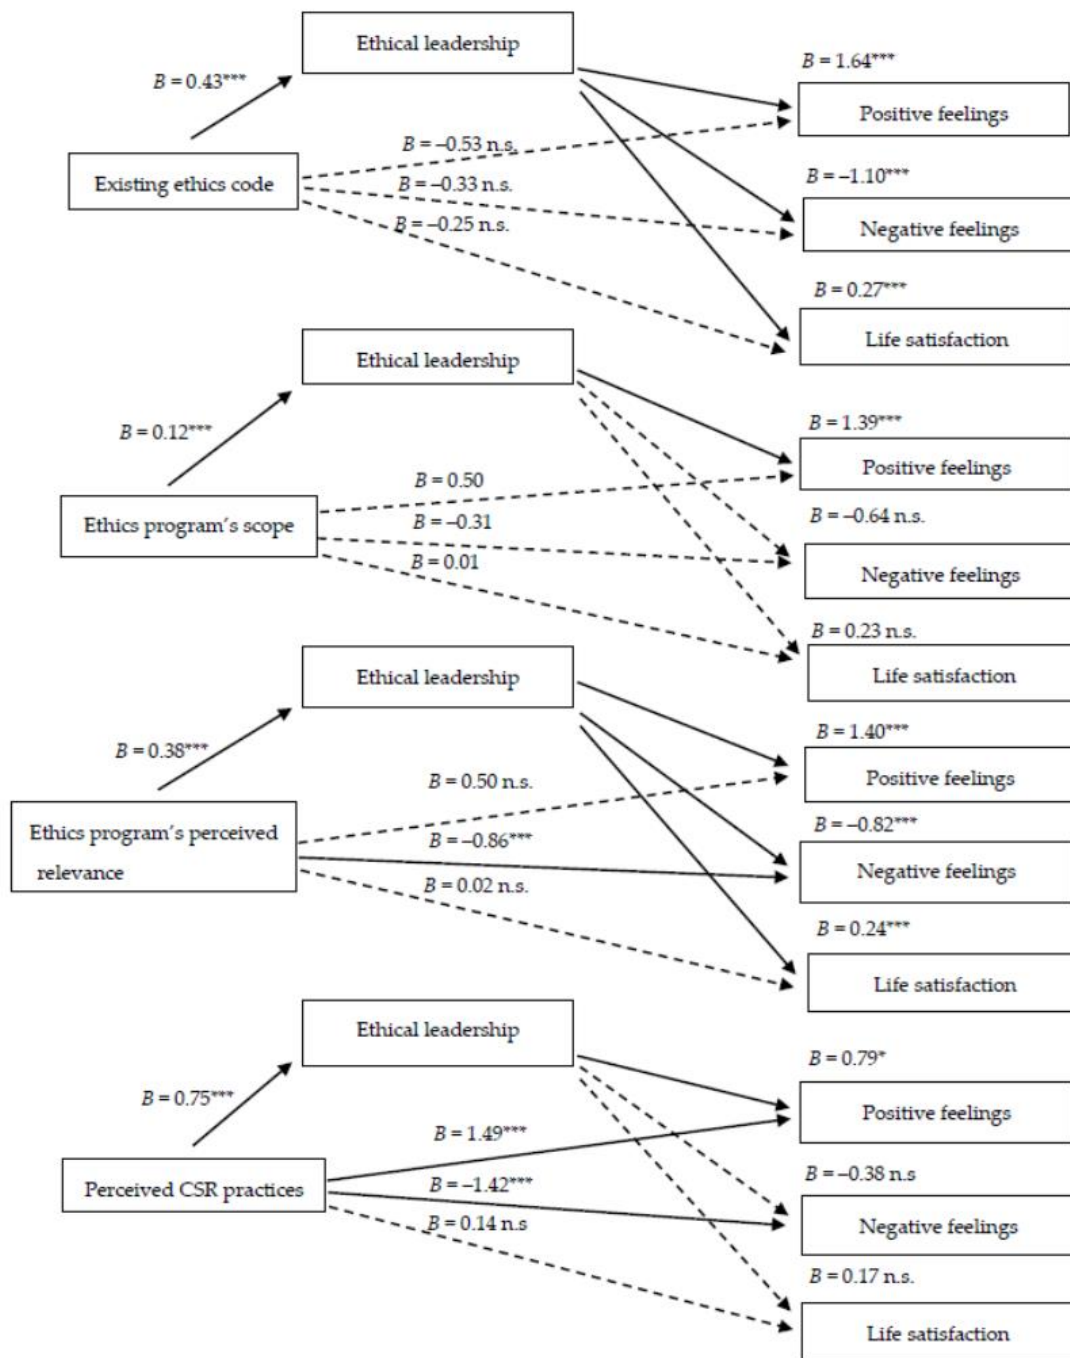 Ethical leadership
B = 1.64***
B = 0.43***
Positive feelings
B = –0.53 n.s.
B = –1.10***
Existing ethics code
B = –0.33 n.s.
B = –0.25 n.s.
Negative feelings
B = 0.27***
Life satisfaction
Ethical leadership
B = 1.39***
B = 0.12***
Positive feelings
B = 0.50
B = –0.64 n.s.
Ethics program's scope
B = –0.31
B = 0.01
Negative feelings
B = 0.23 n.s.
Life satisfaction
Ethical leadership
B = 1.40***
B = 0.38***
Positive feelings
B = 0.50 n.s.
B = –0.82***
Ethics program's perceived
relevance
B = –0.86***
B = 0.02 n.s.
Negative feelings
B = 0.24***
Life satisfaction
Ethical leadership
B = 0.79*
B = 0.75***
Positive feelings
B = 1.49***
B = –0.38 n.s
Perceived CSR practices
B = –1.42***
B = 0.14 n.s
Negative feelings
B = 0.17 n.s.
Life satisfaction